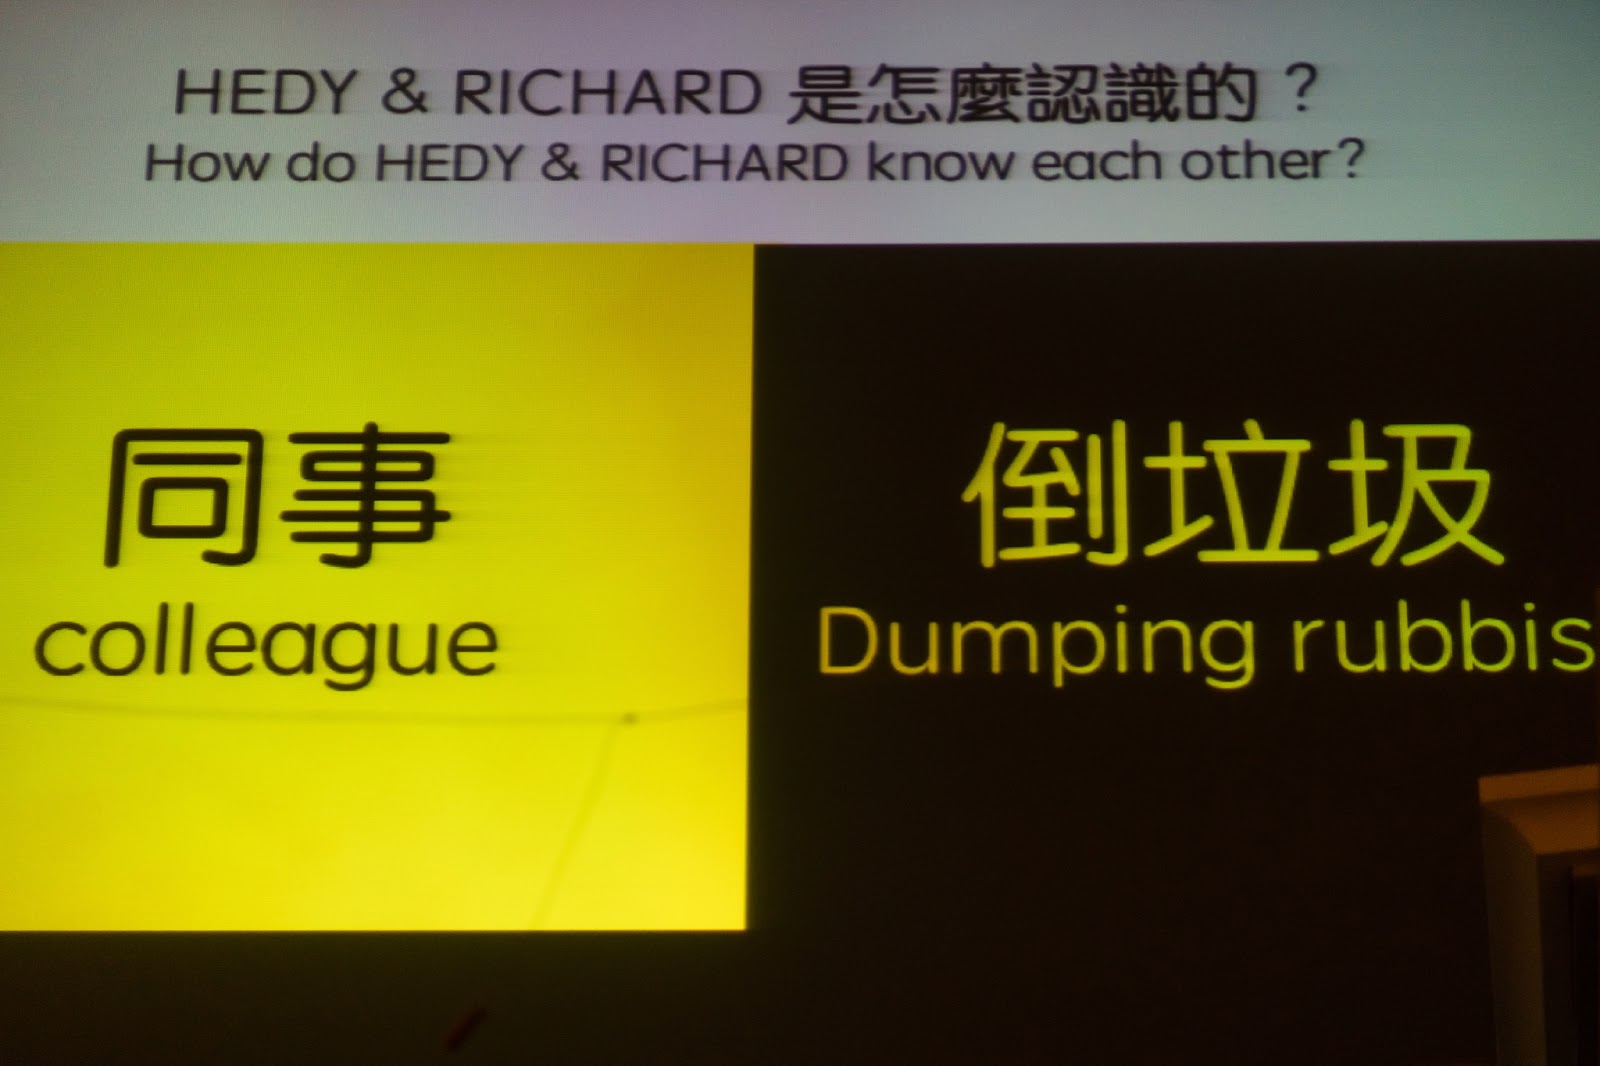 HEDY & RICHARD 是怎麼認識的？
How do HEDY & RICHARD know each other?
同事
colleague
倒垃圾
Dumping rubbis